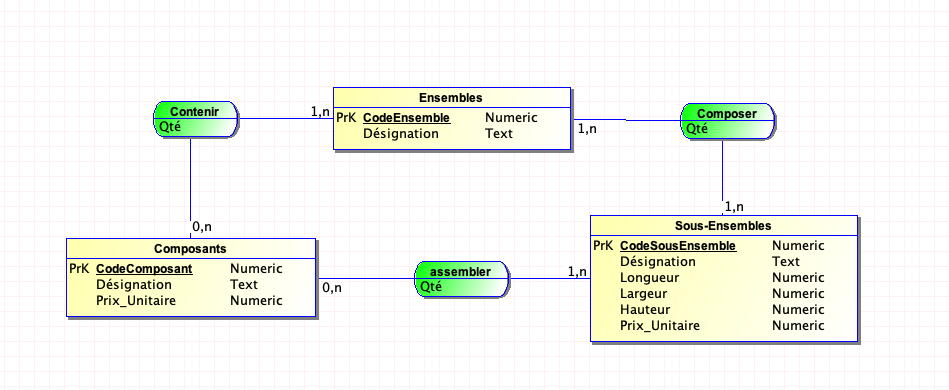 Ensembles
PrK CodeEnsemble Numeric
Désignation Text
Contenir
Qté
Composer
Qté
1,n
1,n
0,n
1,n
Composants
PrK CodeComposant Numeric
Désignation Text
Prix_Unitaire Numeric
assembler
Qté
0,n
1,n
Sous-Ensembles
PrK CodeSousEnsemble Numeric
Désignation Text
Longueur Numeric
Largeur Numeric
Hauteur Numeric
Prix_Unitaire Numeric